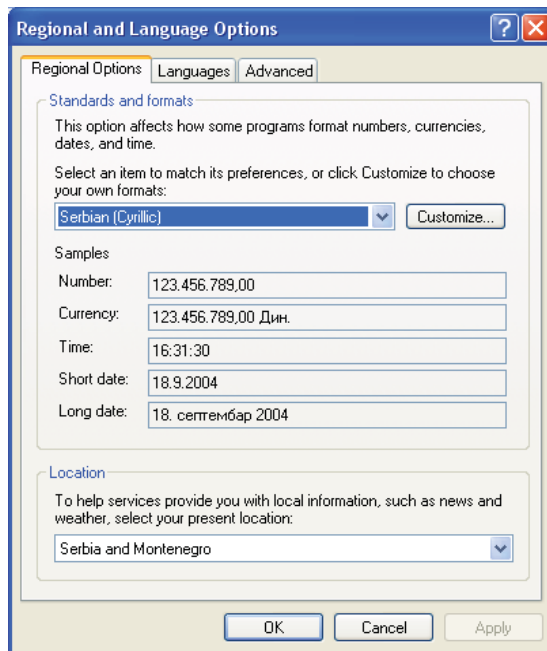 Regional and Language Options
Regional Options Languages Advanced
Standards and formats
This option affects how some programs format numbers, currencies,
dates, and time.
Select an item to match its preferences, or click Customize to choose
your own formats:
Serbian (Cyrillic) Customize...
Samples
Number: 123.456.789,00
Currency: 123.456.789,00 Дин.
Time: 16:31:30
Short date: 18.9.2004
Long date: 18. септембар 2004
Location
To help services provide you with local information, such as news and
weather, select your present location:
Serbia and Montenegro
OK Cancel Apply